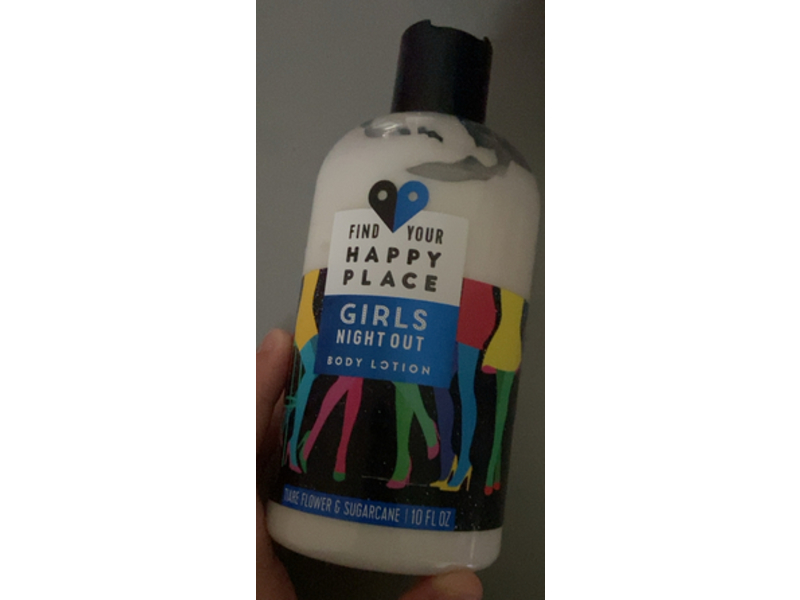 FIND YOUR
HAPPY
PLACE
GIRLS
NIGHT OUT
BODY LOTION
TIARE FLOWER & SUGARCANE | 10 FL OZ